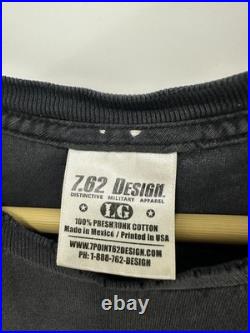 7.62 DESIGN.
DISTINCTIVE MILITARY APPAREL
LG
100% PRESHRUNK COTTON
Made in Mexico / Printed in USA
WWW.7POINT62DESIGN.COM
PH: 1-888-762-DESIGN